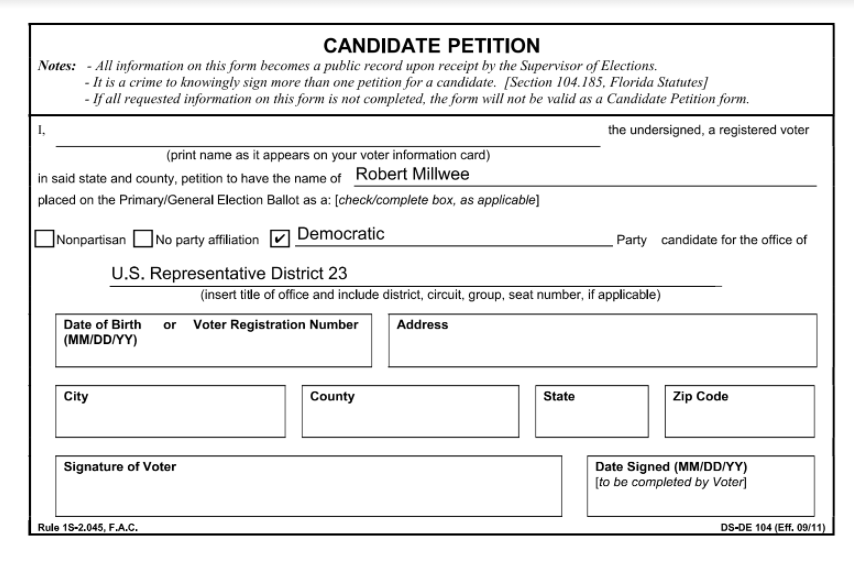 CANDIDATE PETITION
Notes: - All information on this form becomes a public record upon receipt by the Supervisor of Elections.
- It is a crime to knowingly sign more than one petition for a candidate. [Section 104.185, Florida Statutes]
- If all requested information on this form is not completed, the form will not be valid as a Candidate Petition form.
I, the undersigned, a registered voter
(print name as it appears on your voter information card)
in said state and county, petition to have the name of Robert Millwee
placed on the Primary/General Election Ballot as a: [check/complete box, as applicable]
Nonpartisan No party affiliation ✔ Democratic Party candidate for the office of
U.S. Representative District 23
(insert title of office and include district, circuit, group, seat number, if applicable)
Date of Birth or Voter Registration Number Address
(MM/DD/YY)
City County State Zip Code
Signature of Voter Date Signed (MM/DD/YY)
[to be completed by Voter]
Rule 1S-2.045, F.A.C. DS-DE 104 (Eff. 09/11)